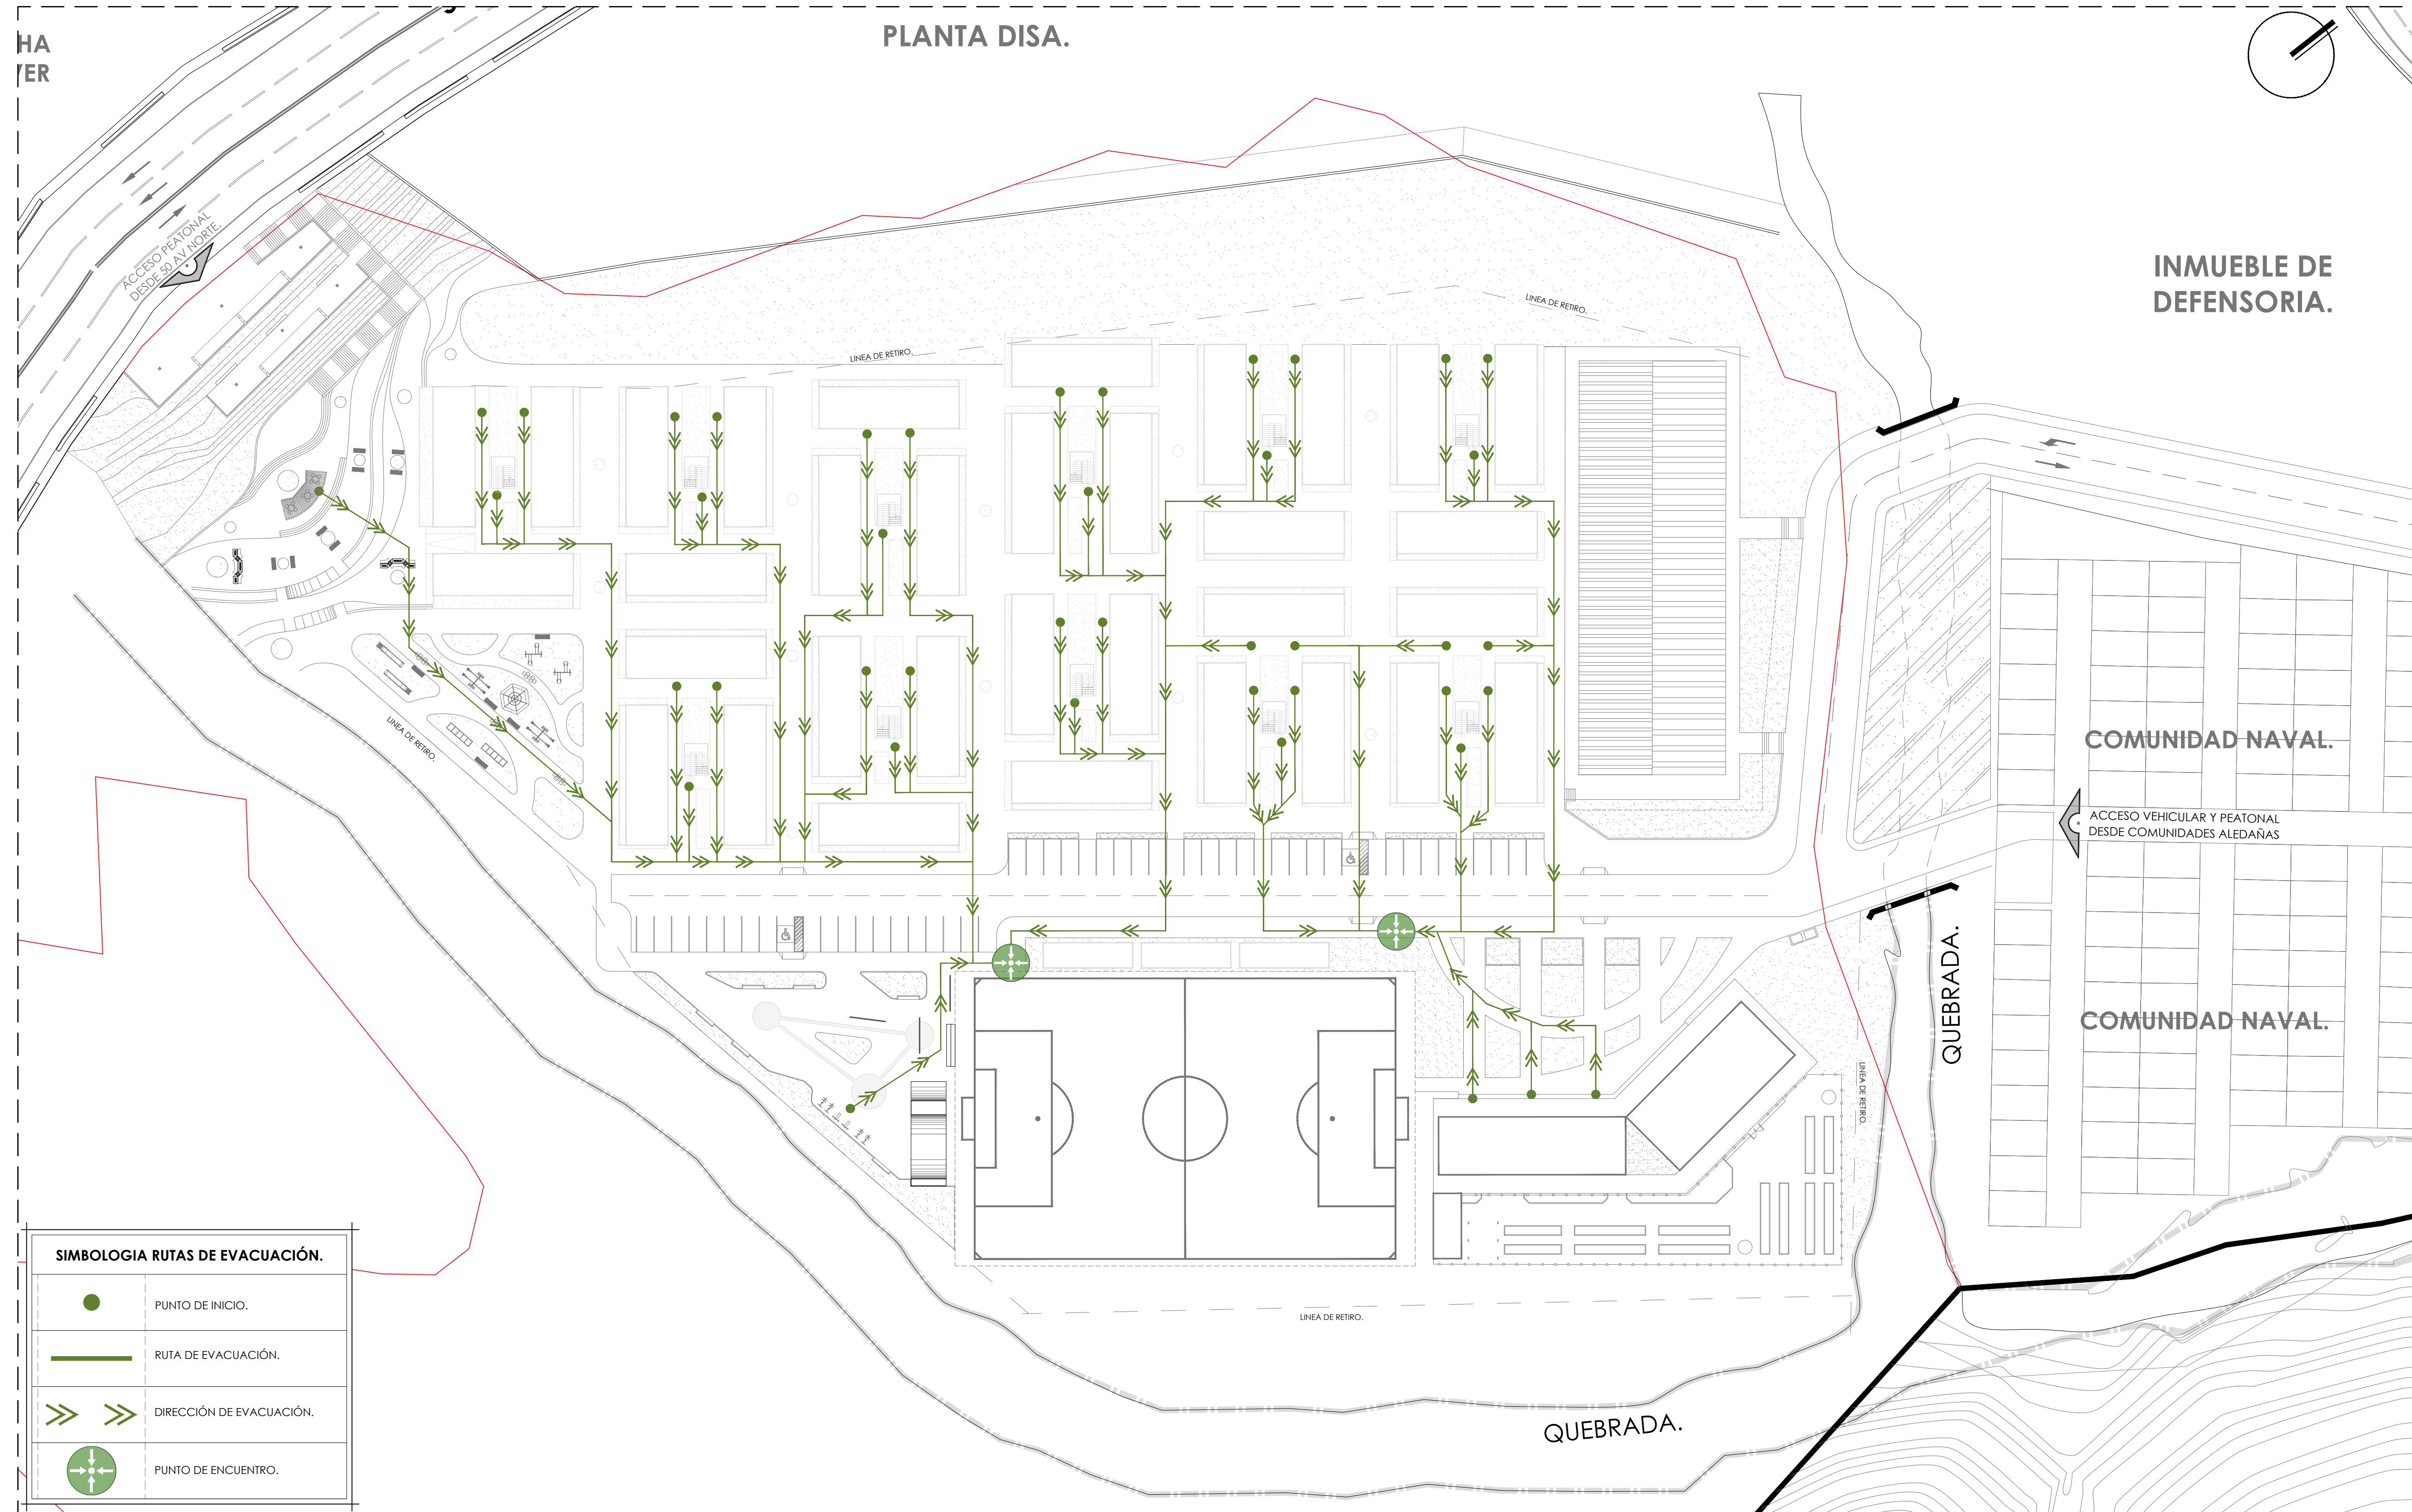 HA
VER
PLANTA DISA.
ACCESO PEATONAL
DESDE 50 AV NORTE.
INMUEBLE DE
DEFENSORIA.
LINEA DE RETIRO.
LINEA DE RETIRO.
LINEA DE RETIRO.
COMUNIDAD NAVAL.
ACCESO VEHICULAR Y PEATONAL
DESDE COMUNIDADES ALEDAÑAS
QUEBRADA.
COMUNIDAD NAVAL.
LINEA DE RETIRO.
LINEA DE RETIRO.
QUEBRADA.
SIMBOLOGIA RUTAS DE EVACUACIÓN.
PUNTO DE INICIO.
RUTA DE EVACUACIÓN.
DIRECCIÓN DE EVACUACIÓN.
PUNTO DE ENCUENTRO.